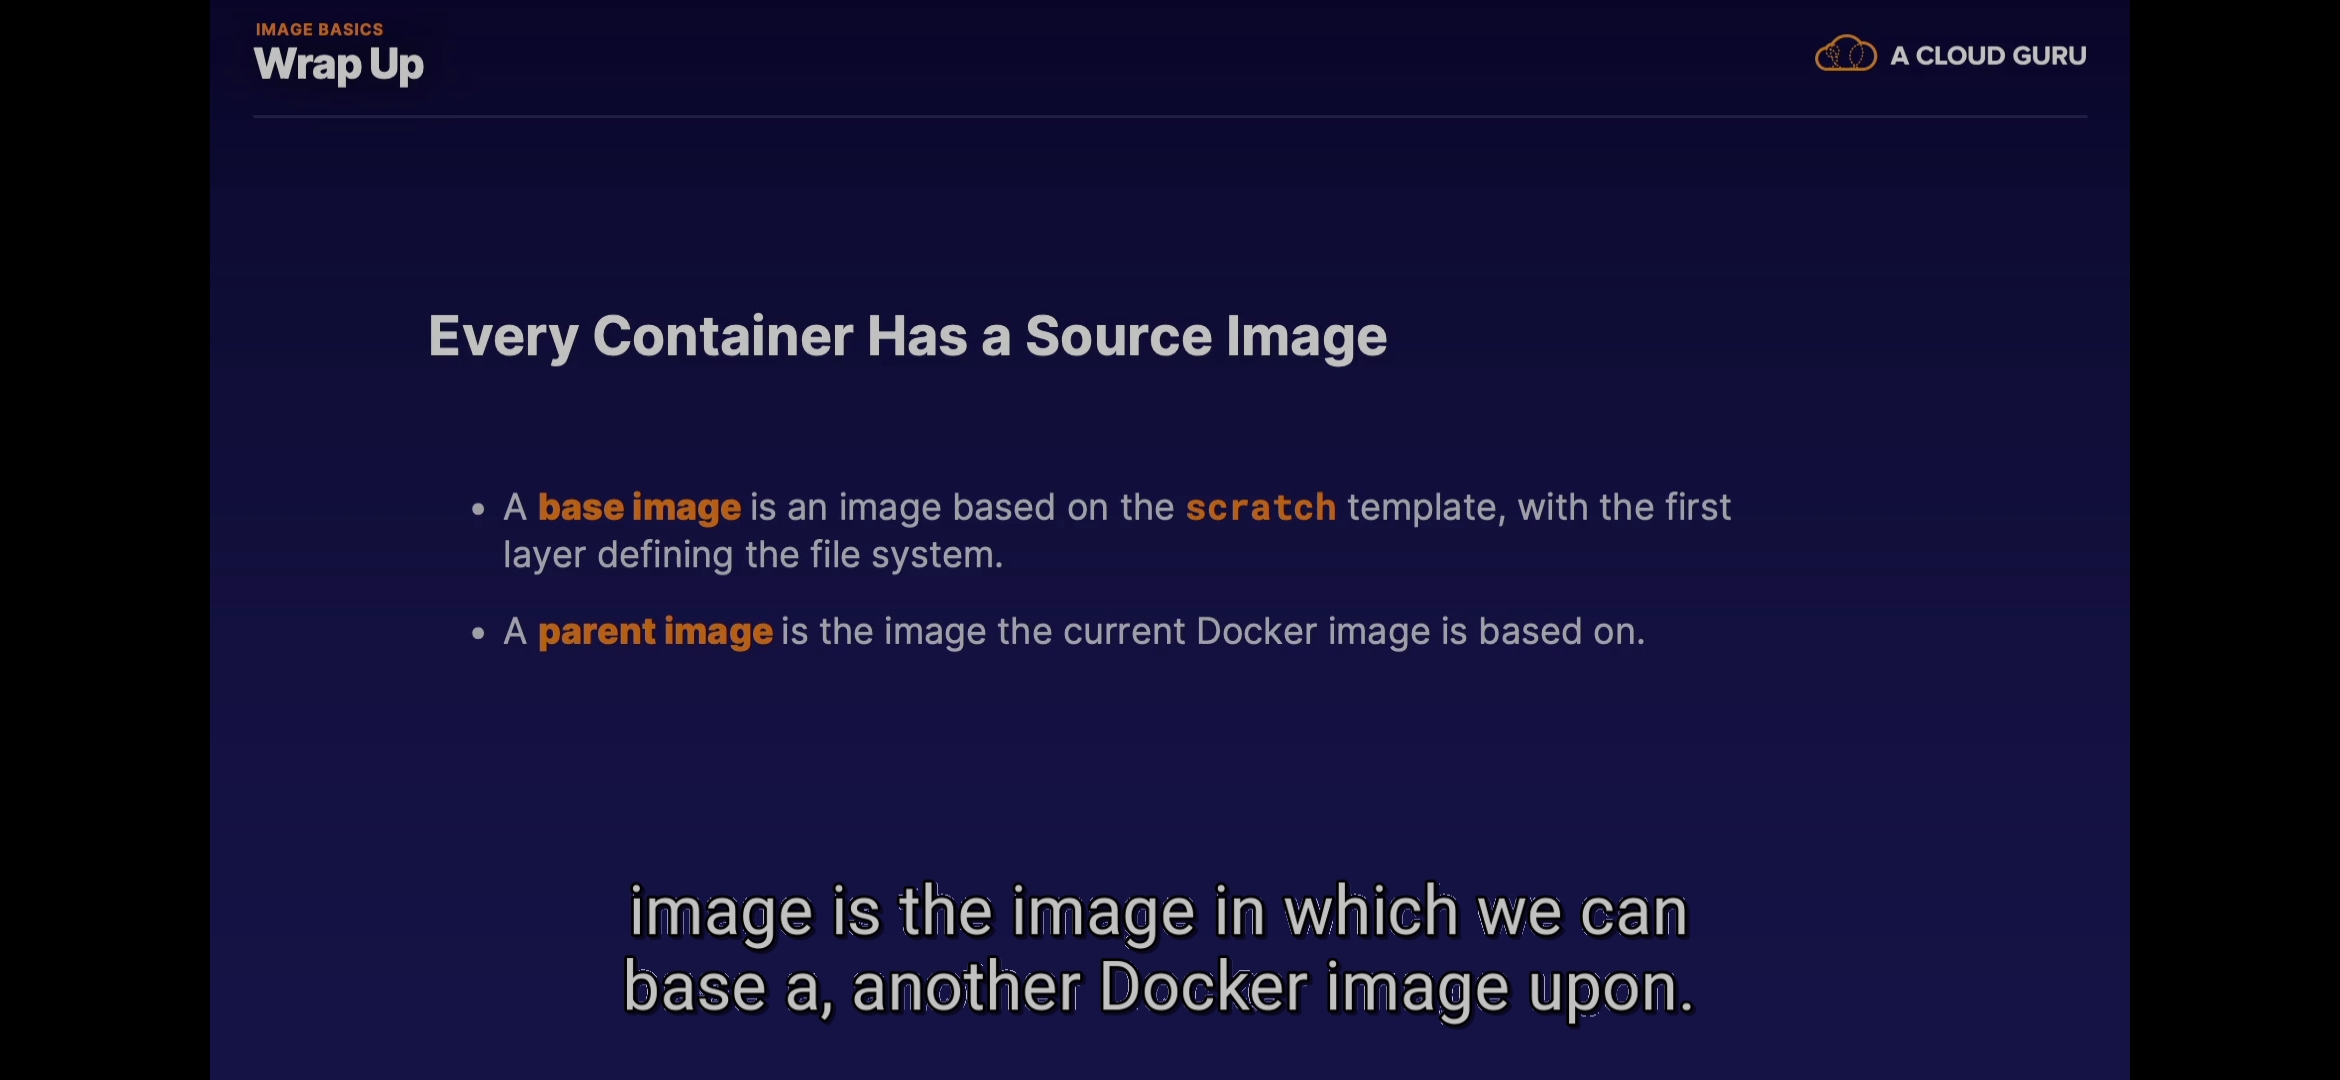 IMAGE BASICS
Wrap Up
A CLOUD GURU
Every Container Has a Source Image
• A base image is an image based on the scratch template, with the first
layer defining the file system.
• A parent image is the image the current Docker image is based on.
image is the image in which we can
base a, another Docker image upon.